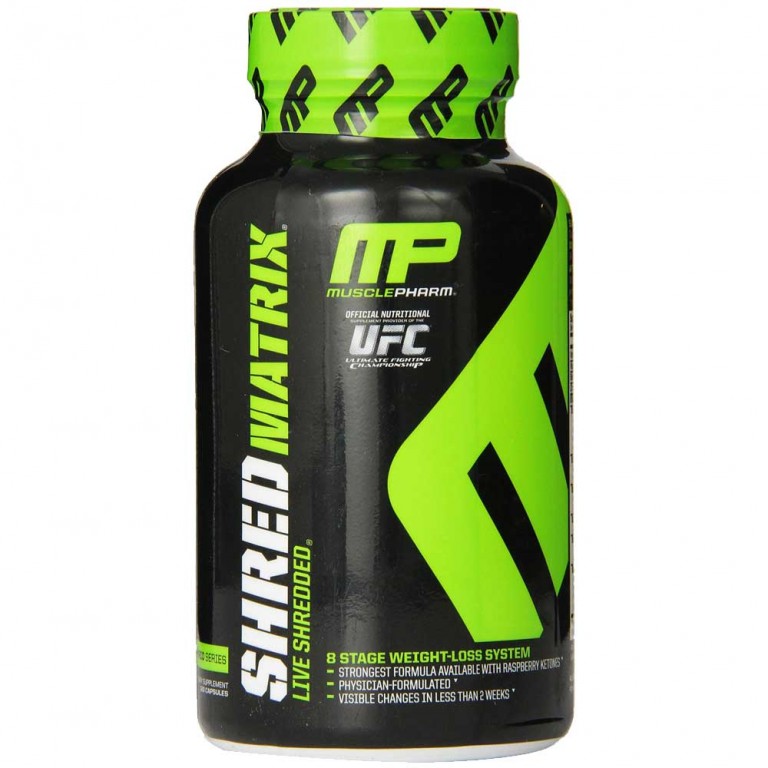 MP
MUSCLEPHARM
OFFICIAL NUTRITIONAL
SUPPLEMENT PROVIDER OF THE
UFC
ULTIMATE FIGHTING
CHAMPIONSHIP
SHRED MATRIX®
LIVE SHREDDED®
SERIES
SUPPLEMENT
CAPSULES
8 STAGE WEIGHT-LOSS SYSTEM
STRONGEST FORMULA AVAILABLE WITH RASPBERRY KETONES
PHYSICIAN-FORMULATED
VISIBLE CHANGES IN LESS THAN 2 WEEKS